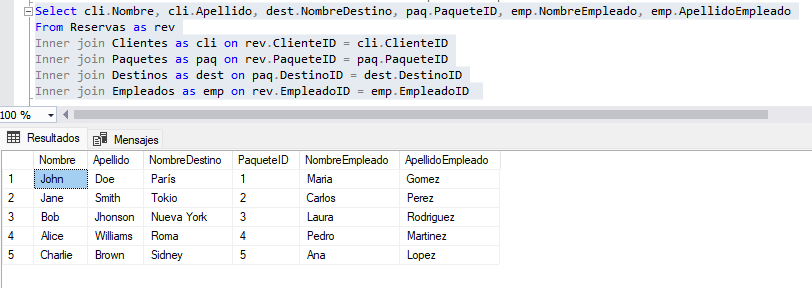 Select cli.Nombre, cli.Apellido, dest.NombreDestino, paq.PaqueteID, emp.NombreEmpleado, emp.ApellidoEmpleado
From Reservas as rev
Inner join Clientes as cli on rev.ClienteID = cli.ClienteID
Inner join Paquetes as paq on rev.PaqueteID = paq.PaqueteID
Inner join Destinos as dest on paq.DestinoID = dest.DestinoID
Inner join Empleados as emp on rev.EmpleadoID = emp.EmpleadoID
100 %
Resultados Mensajes
Nombre Apellido NombreDestino PaqueteID NombreEmpleado ApellidoEmpleado
1 John Doe París 1 Maria Gomez
2 Jane Smith Tokio 2 Carlos Perez
3 Bob Jhonson Nueva York 3 Laura Rodriguez
4 Alice Williams Roma 4 Pedro Martinez
5 Charlie Brown Sidney 5 Ana Lopez